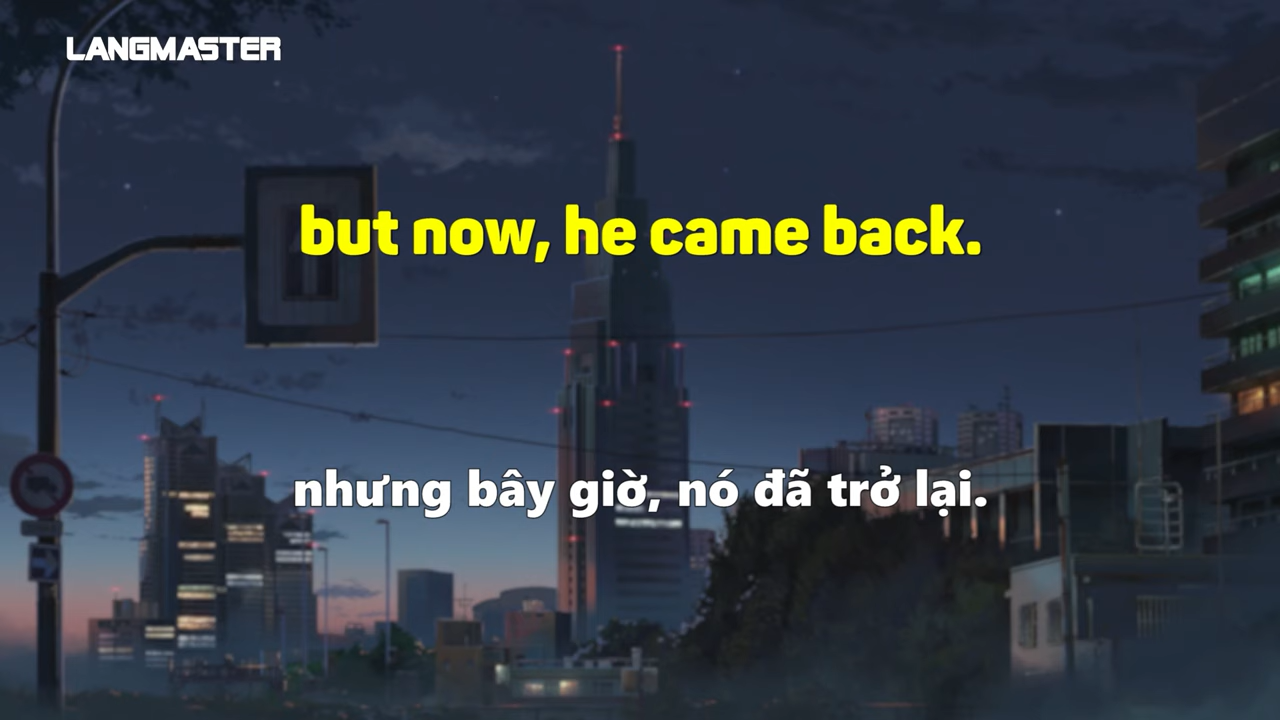 LANGMASTER
but now, he came back.
nhưng bây giờ, nó đã trở lại.